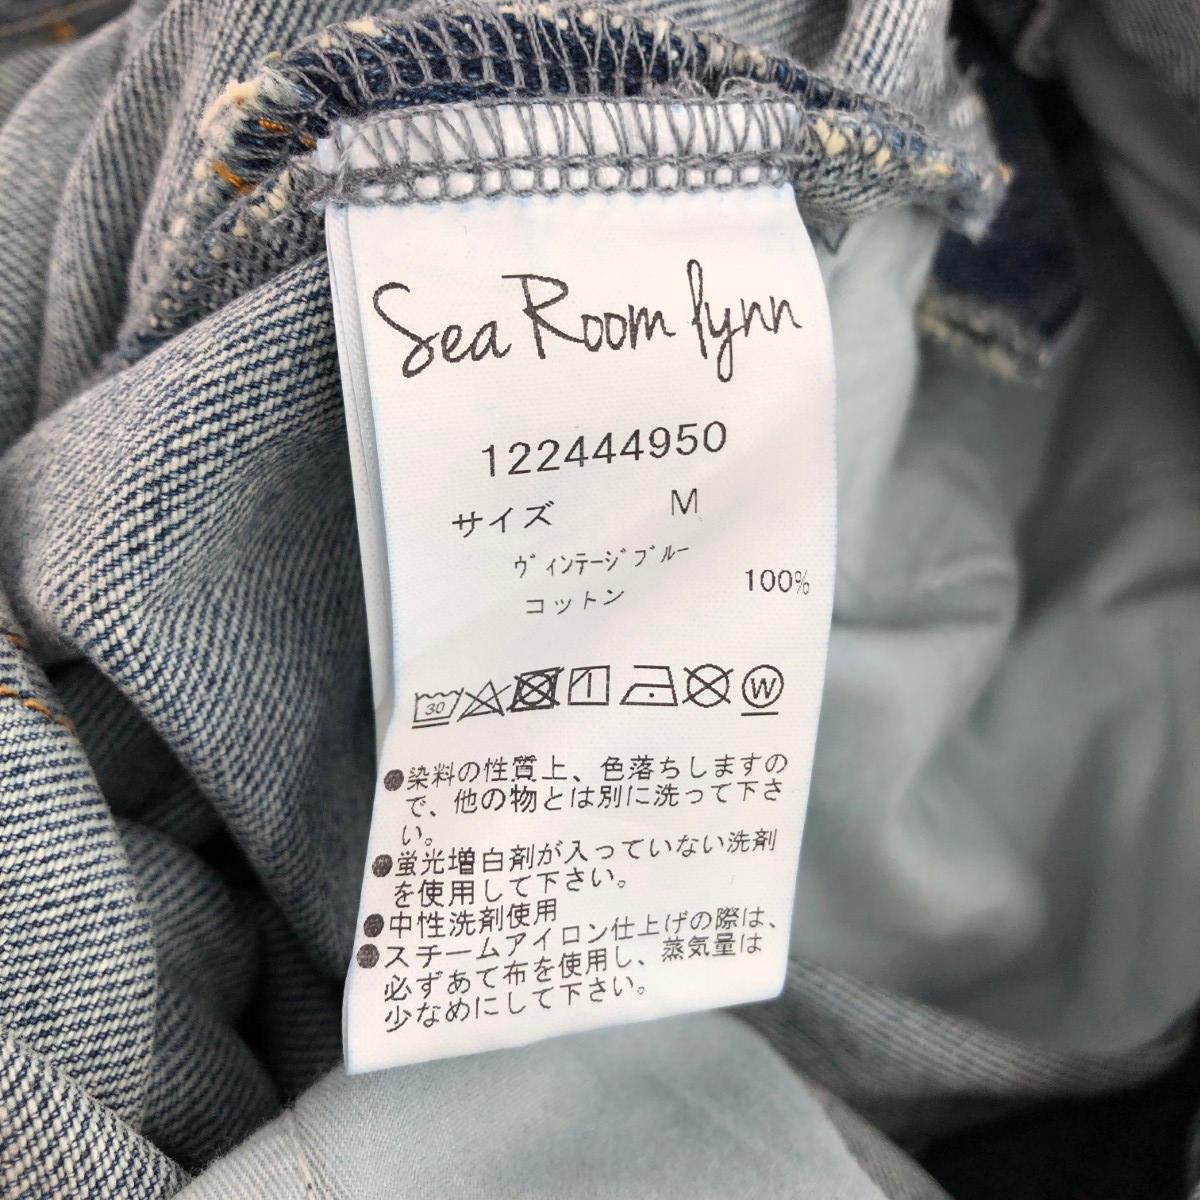 Sea Room lynn
122444950
サイズ M
ヴィンテージブルー
コットン 100%
30 W
●染料の性質上、色落ちしますの
で、他の物とは別に洗って下さ
い。
●蛍光増白剤が入っていない洗剤
を使用して下さい。
●中性洗剤使用
●スチームアイロン仕上げの際は、
必ずあて布を使用し、蒸気量は
少なめにして下さい。